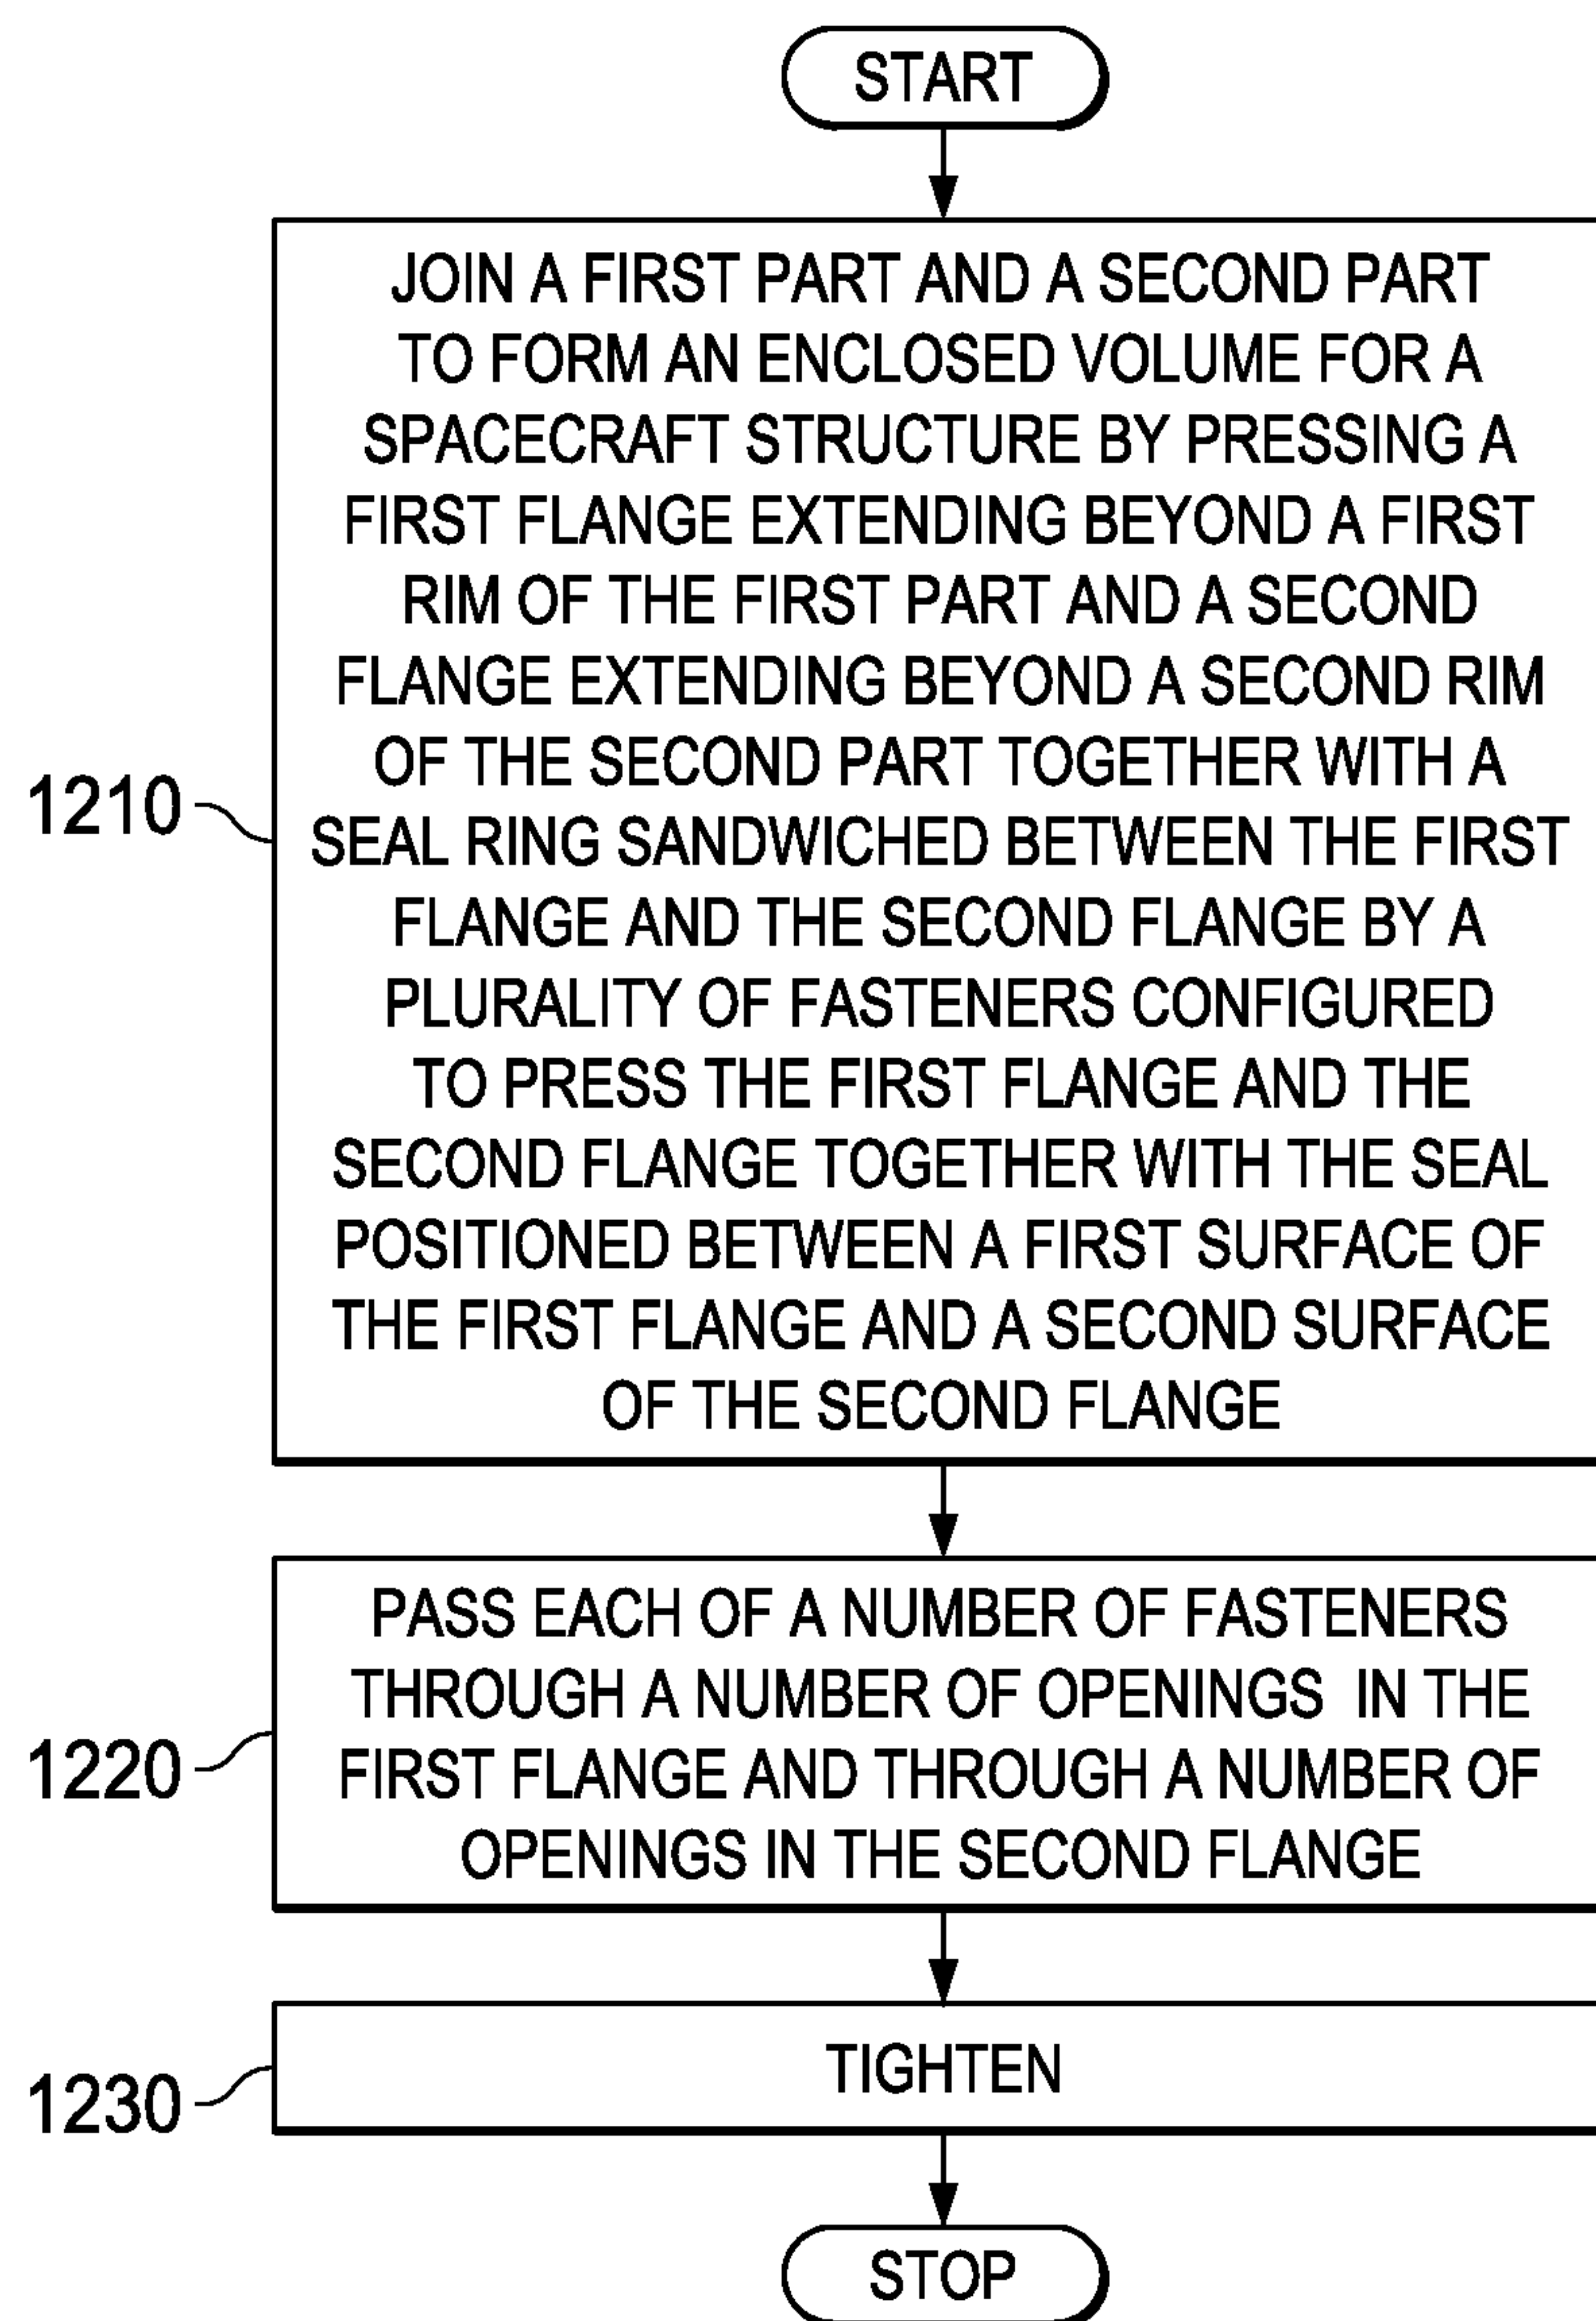 START
JOIN A FIRST PART AND A SECOND PART
TO FORM AN ENCLOSED VOLUME FOR A
SPACECRAFT STRUCTURE BY PRESSING A
FIRST FLANGE EXTENDING BEYOND A FIRST
RIM OF THE FIRST PART AND A SECOND
FLANGE EXTENDING BEYOND A SECOND RIM
OF THE SECOND PART TOGETHER WITH A
SEAL RING SANDWICHED BETWEEN THE FIRST
FLANGE AND THE SECOND FLANGE BY A
PLURALITY OF FASTENERS CONFIGURED
TO PRESS THE FIRST FLANGE AND THE
SECOND FLANGE TOGETHER WITH THE SEAL
POSITIONED BETWEEN A FIRST SURFACE OF
THE FIRST FLANGE AND A SECOND SURFACE
OF THE SECOND FLANGE
1210
PASS EACH OF A NUMBER OF FASTENERS
THROUGH A NUMBER OF OPENINGS IN THE
FIRST FLANGE AND THROUGH A NUMBER OF
OPENINGS IN THE SECOND FLANGE
1220
TIGHTEN
1230
STOP